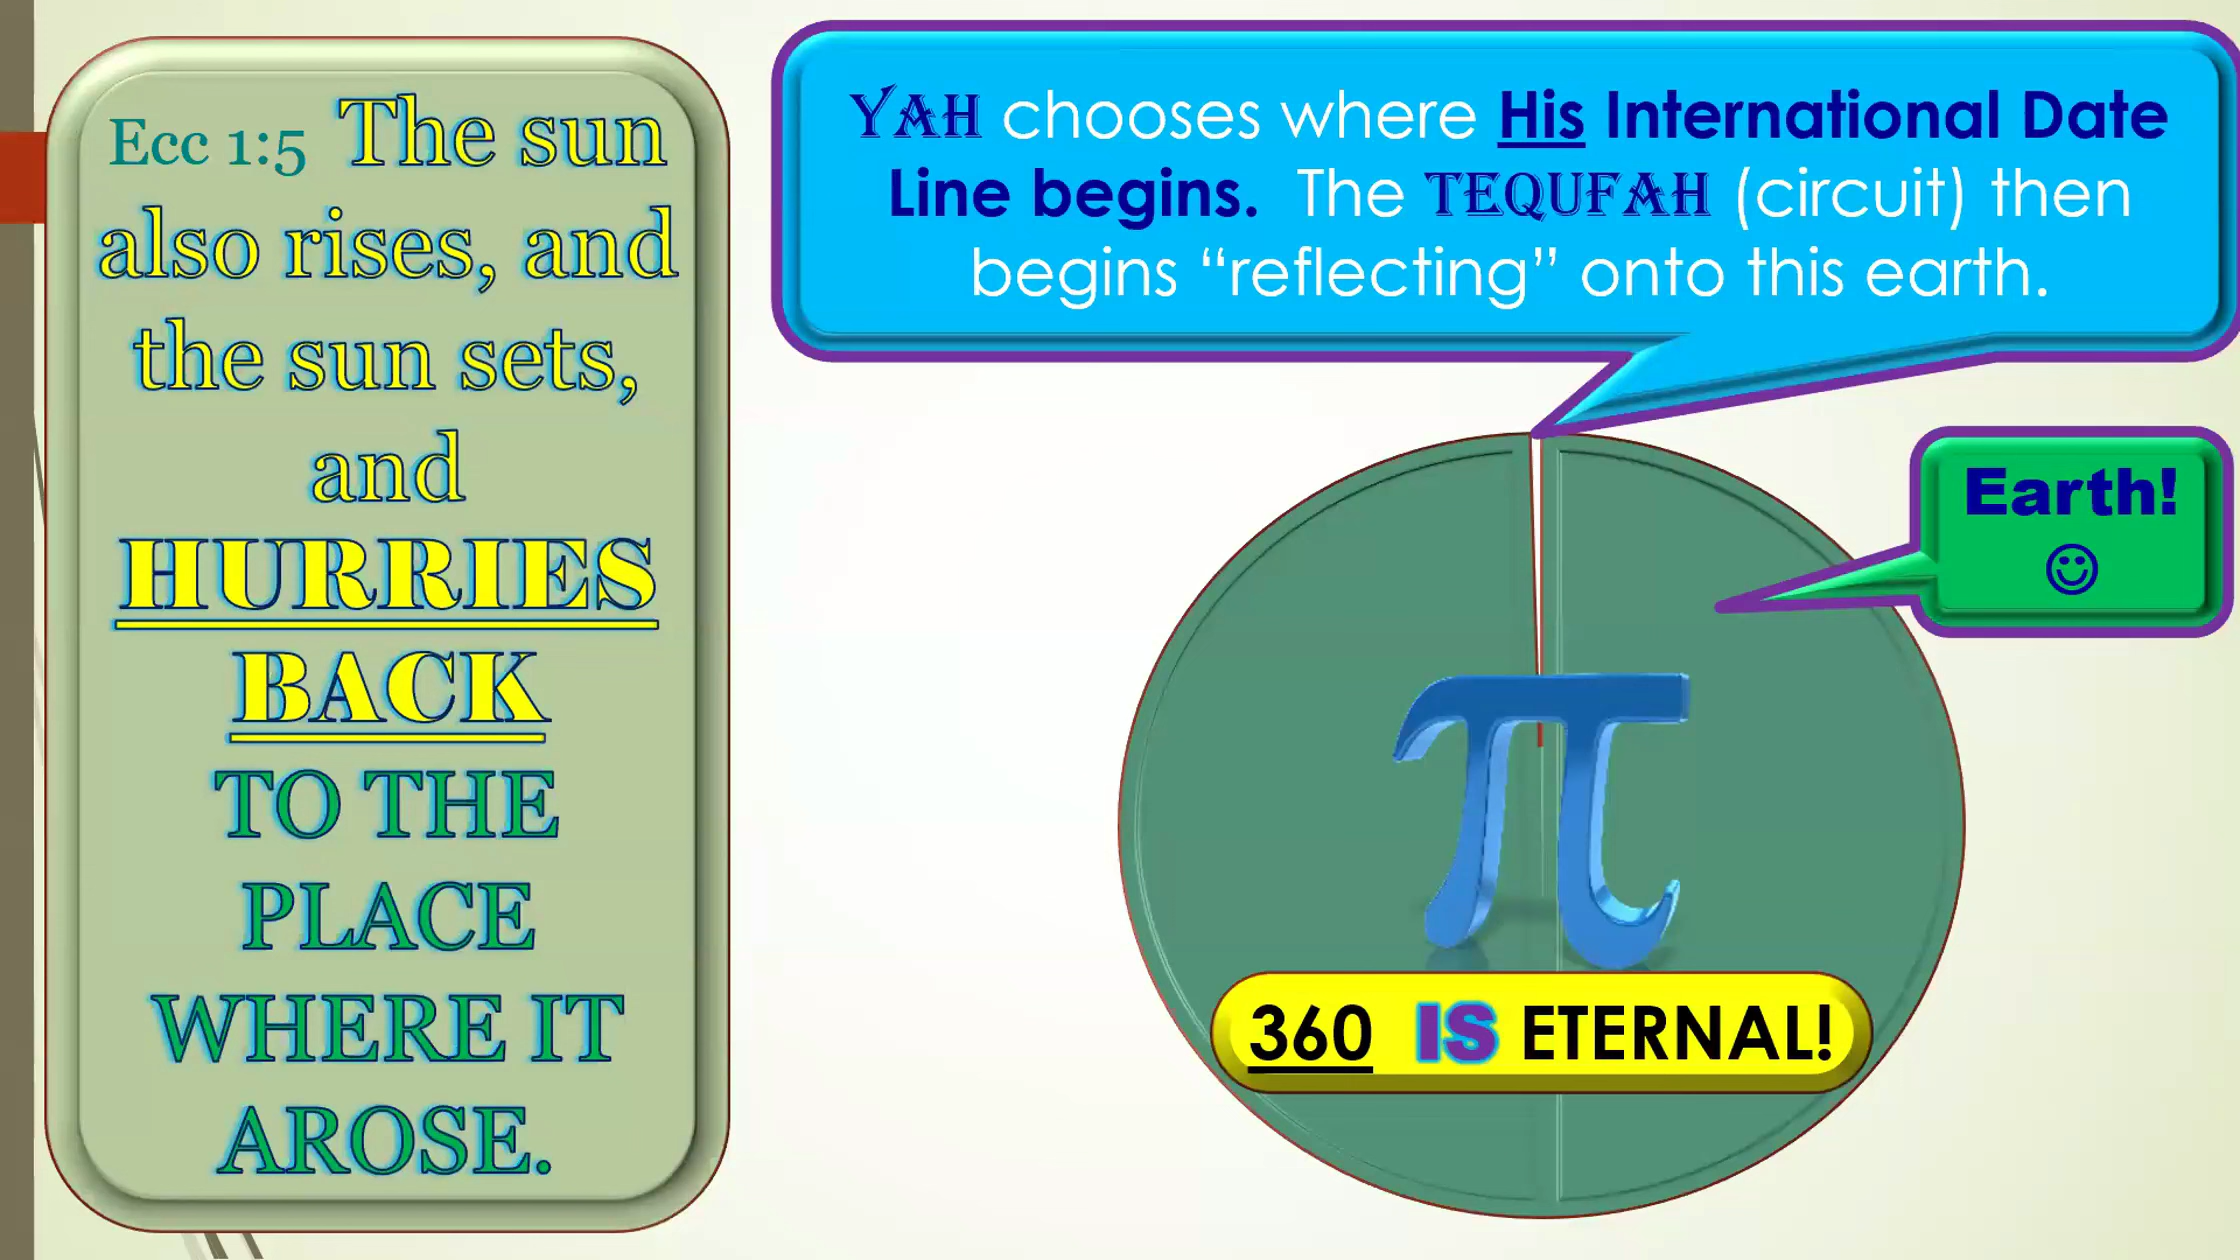 Ecc 1:5 The sun
also rises, and
the sun sets,
and
HURRIES
BACK
TO THE
PLACE
WHERE IT
AROSE.
YAH chooses where His International Date
Line begins. The TEQUFAH (circuit) then
begins “reflecting” onto this earth.
Earth!
☺
π
360 IS ETERNAL!